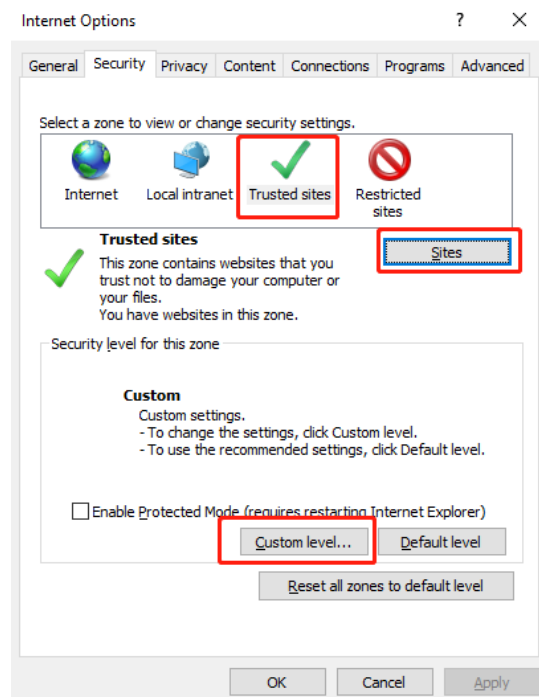 Internet Options ? ×
General Security Privacy Content Connections Programs Advanced
Select a zone to view or change security settings.
Internet Local intranet Trusted sites Restricted
sites
Trusted sites
Sites
This zone contains websites that you
trust not to damage your computer or
your files.
You have websites in this zone.
Security level for this zone
Custom
Custom settings.
- To change the settings, click Custom level.
- To use the recommended settings, click Default level.
Enable Protected Mode (requires restarting Internet Explorer)
Custom level... Default level
Reset all zones to default level
OK Cancel Apply